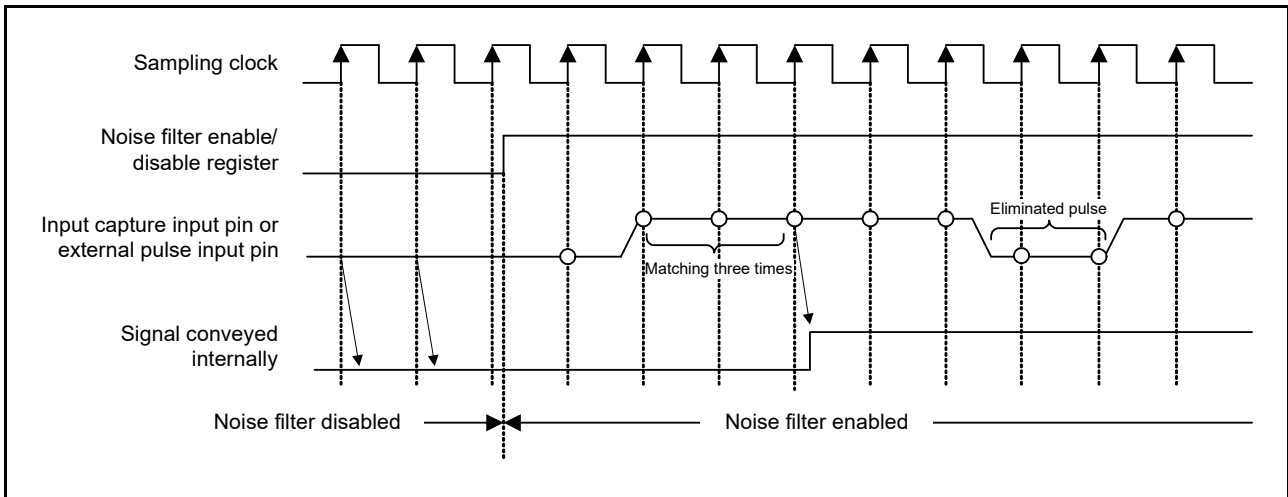 Sampling clock
Noise filter enable/
disable register
Input capture input pin or
external pulse input pin
Eliminated pulse
Matching three times
Signal conveyed
internally
Noise filter disabled
Noise filter enabled